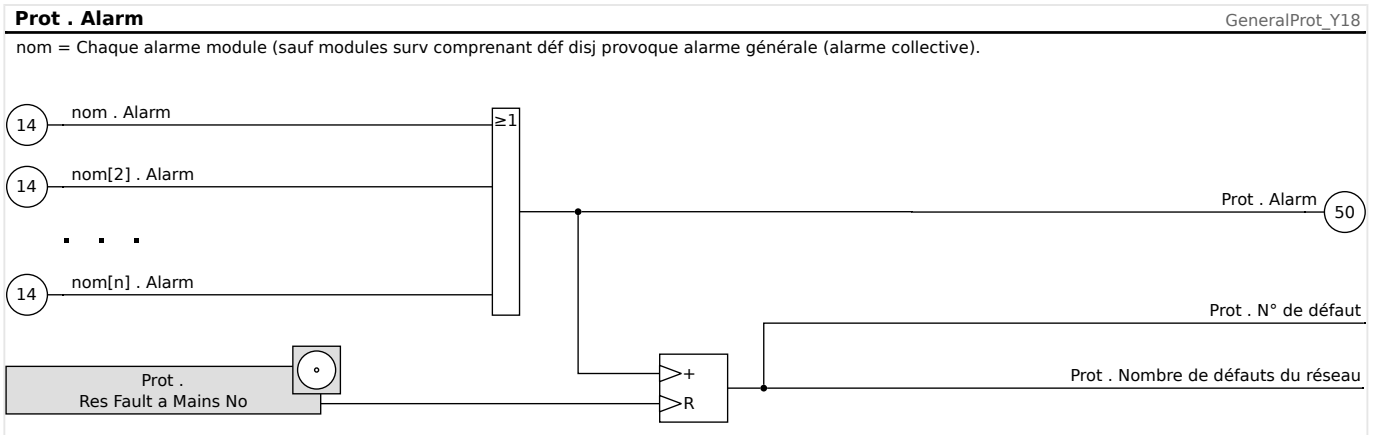 Prot . Alarm
GeneralProt_Y18
nom = Chaque alarme module (sauf modules surv comprenant déf disj provoque alarme générale (alarme collective).
14
nom . Alarm
≥1
14
nom[2] . Alarm
Prot . Alarm
50
. . .
14
nom[n] . Alarm
Prot . N° de défaut
Prot .
Res Fault a Mains No
+
R
Prot . Nombre de défauts du réseau